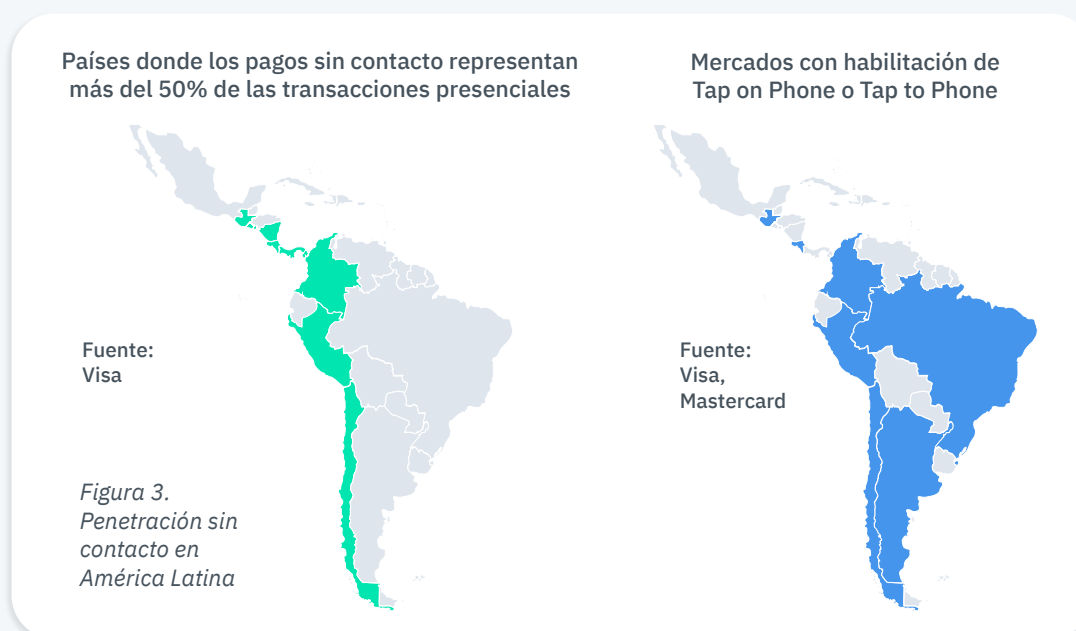 Países donde los pagos sin contacto representan
más del 50% de las transacciones presenciales
Mercados con habilitación de
Tap on Phone o Tap to Phone
Fuente:
Visa
Fuente:
Visa,
Mastercard
Figura 3.
Penetración sin
contacto en
América Latina